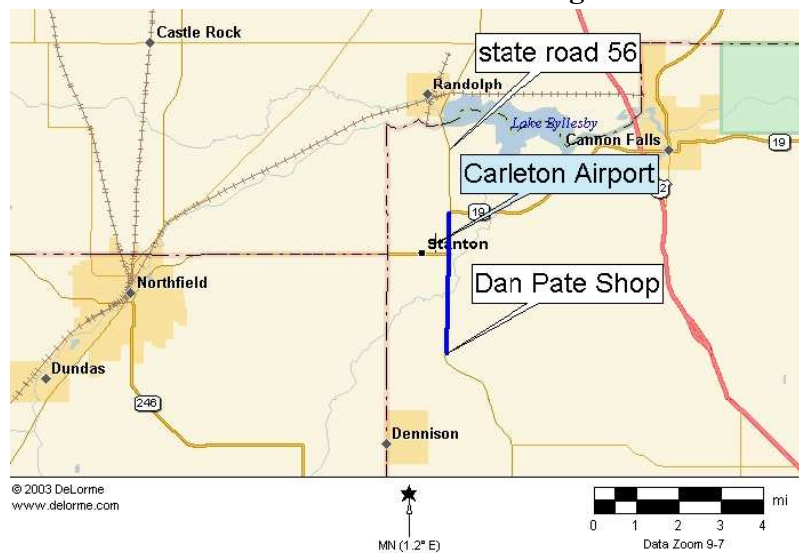 Castle Rock
state road 56
Randolph
Lake Byllesby
Cannon Falls
19
Carleton Airport
19
Stanton
Northfield
Dan Pate Shop
Dundas
246
Dennison
© 2003 DeLorme
www.delorme.com
MN (1.2° E)
mi
0 1 2 3 4
Data Zoom 9-7